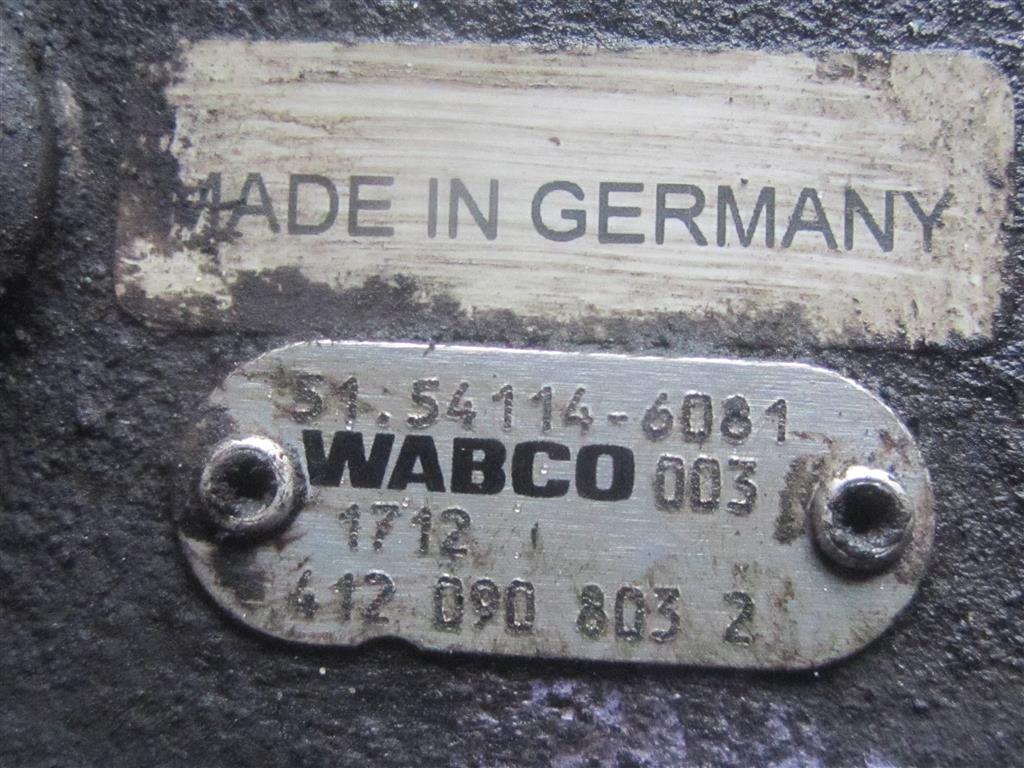 MADE IN GERMANY
51.54114-6081
WABCO 003
1712
412 090 803 2